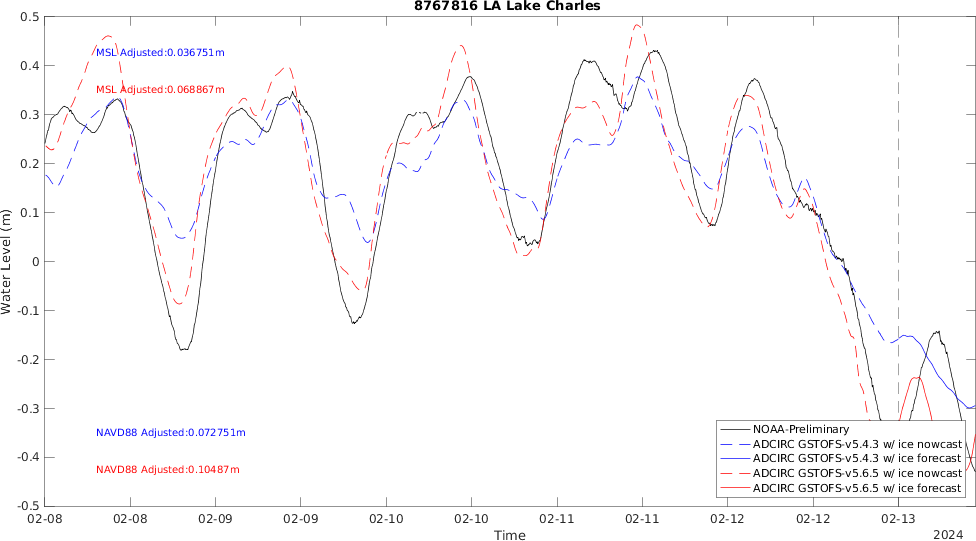 8767816 LA Lake Charles
0.5
0.4
0.3
0.2
0.1
0
-0.1
-0.2
-0.3
-0.4
-0.5
Water Level (m)
MSL Adjusted:0.036751m
MSL Adjusted:0.068867m
NAVD88 Adjusted:0.072751m
NAVD88 Adjusted:0.10487m
NOAA-Preliminary
ADCIRC GSTOFS-v5.4.3 w/ ice nowcast
ADCIRC GSTOFS-v5.4.3 w/ ice forecast
ADCIRC GSTOFS-v5.6.5 w/ ice nowcast
ADCIRC GSTOFS-v5.6.5 w/ ice forecast
02-08 02-08 02-09 02-09 02-10 02-10 02-11 02-11 02-12 02-12 02-13
Time
2024